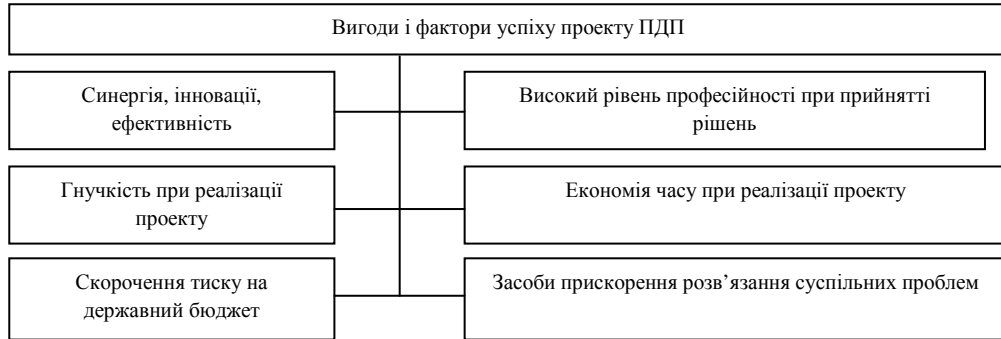 Вигоди і фактори успіху проекту ПДП
Синергія, інновації,
ефективність
Високий рівень професійності при прийнятті
рішень
Гнучкість при реалізації
проекту
Економія часу при реалізації проекту
Скорочення тиску на
державний бюджет
Засоби прискорення розв’язання суспільних проблем